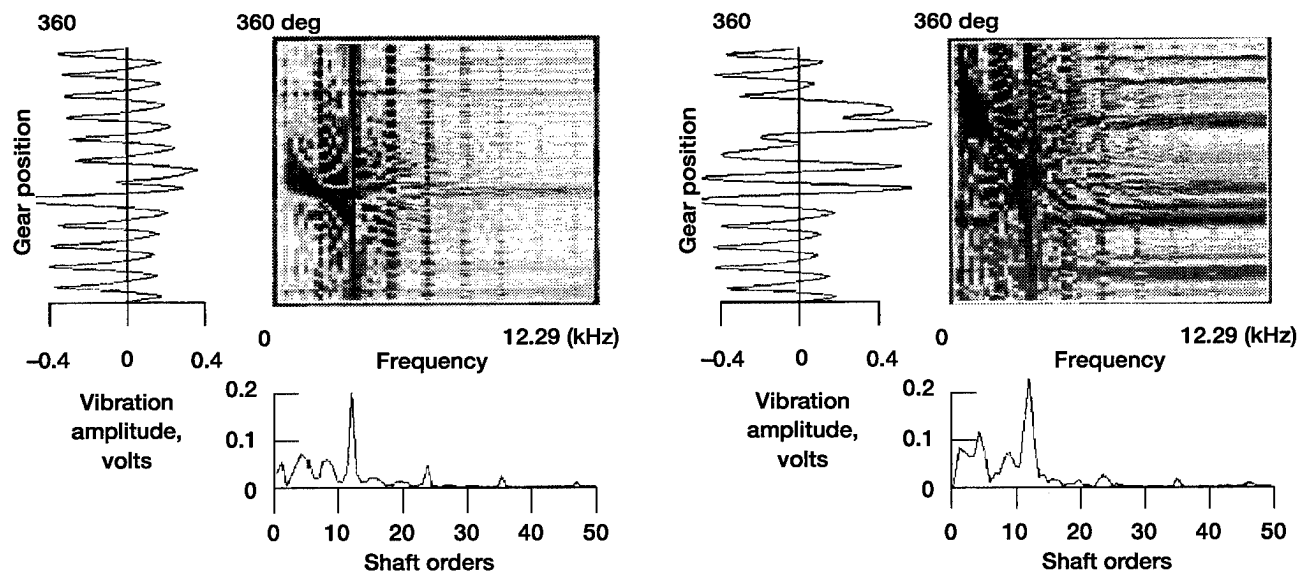 360
360 deg
Gear position
0
12.29 (kHz)
Frequency
–0.4
0
0.4
Vibration
amplitude,
volts
0.2
0.1
0
0
10
20
30
40
50
Shaft orders
360
360 deg
Gear position
0
12.29 (kHz)
Frequency
–0.4
0
0.4
Vibration
amplitude,
volts
0.2
0.1
0
0
10
20
30
40
50
Shaft orders